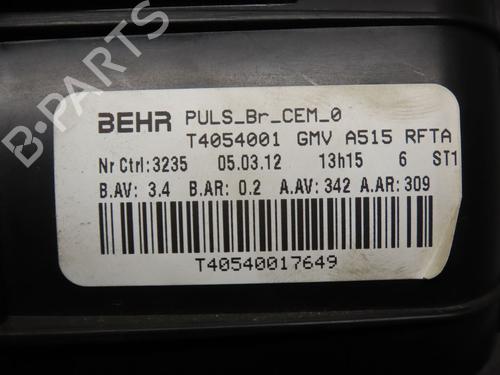 B-PARTS
BEHR PULS_Br_CEM_0
T4054001 GMV A515 RFTA
Nr Ctrl:3235 05.03.12 13h15 6 ST1
B.AV: 3.4 B.AR: 0.2 A.AV: 342 A.AR: 309
T40540017649